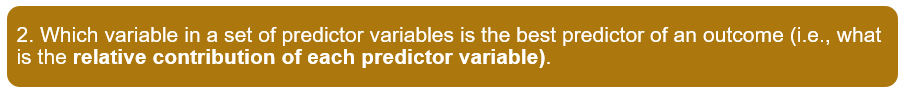 2. Which variable in a set of predictor variables is the best predictor of an outcome (i.e., what
is the relative contribution of each predictor variable).